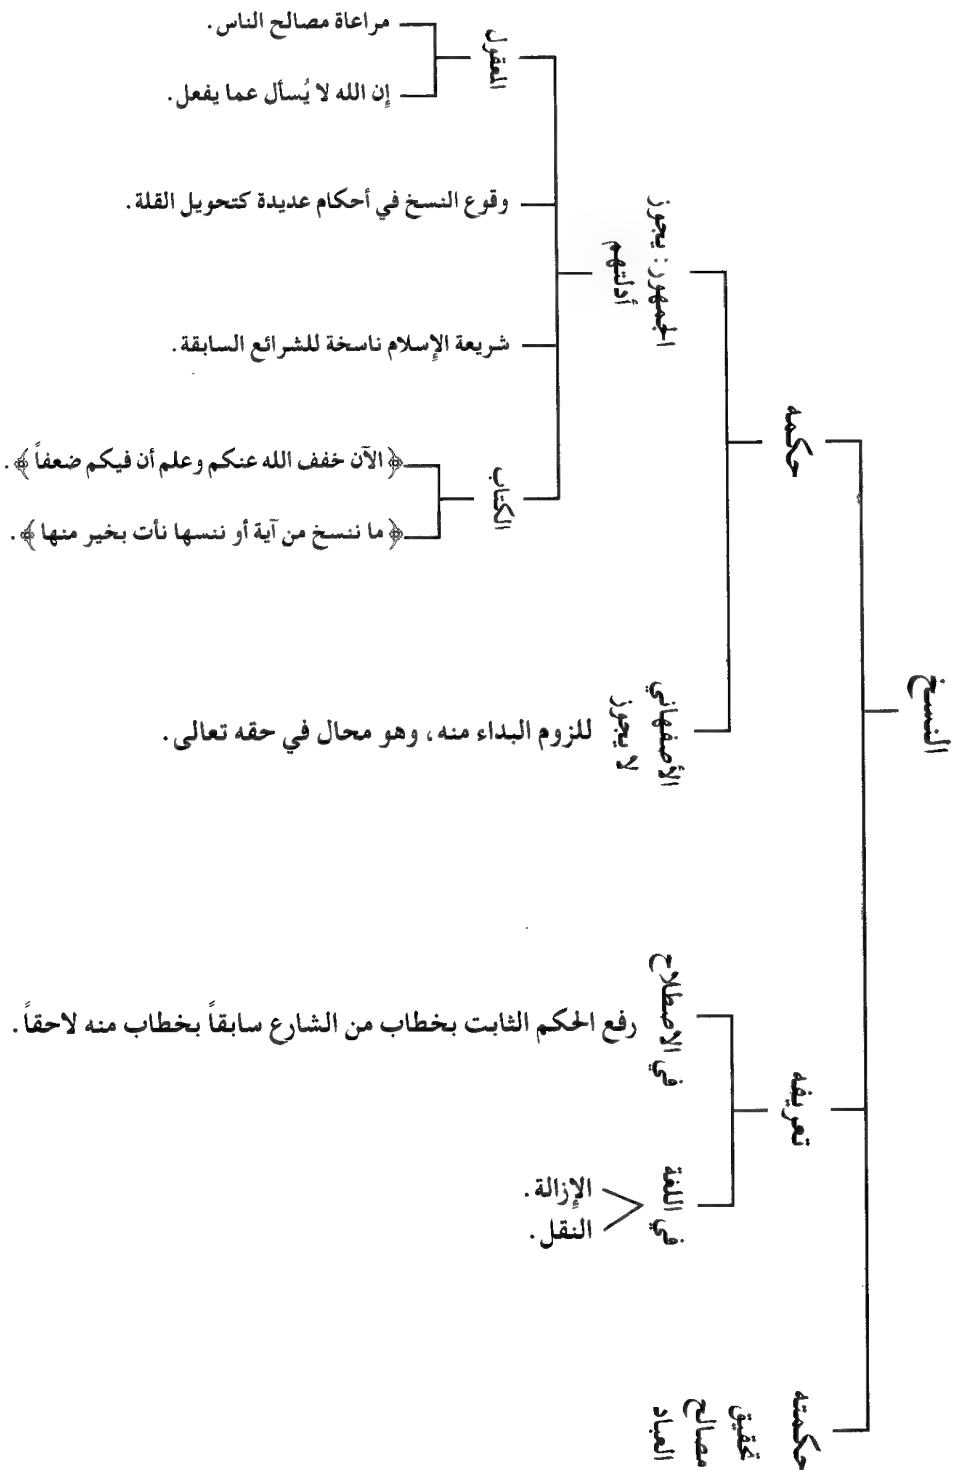 النسخ
حكمه
الجمهور: يجوز
أدلتهم
المعقول
مراعاة مصالح الناس.
إن الله لا يُسأل عما يفعل.
وقوع النسخ في أحكام عديدة كتحويل القلة.
شريعة الإسلام ناسخة للشرائع السابقة.
الكتاب
﴿الآن خفف الله عنكم وعلم أن فيكم ضعفاً﴾.
﴿ما ننسخ من آية أو ننسها نأت بخير منها﴾.
الأصفهاني
لا يجوز
للزوم البداء منه، وهو محال في حقه تعالى.
تعريفه
في الاصطلاح
رفع الحكم الثابت بخطاب من الشارع سابقاً بخطاب منه لاحقاً.
في اللغة
الإزالة.
النقل.
حكمته
تحقيق
مصالح
العباد